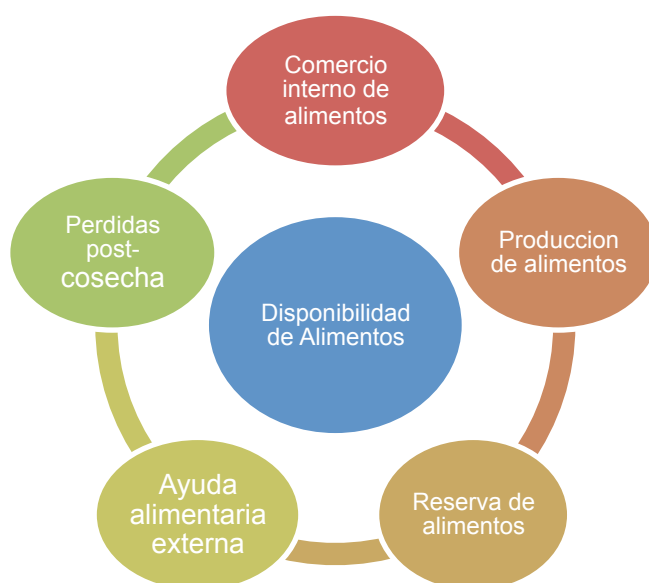 Comercio
interno de
alimentos
Produccion
de alimentos
Reserva de
alimentos
Ayuda
alimentaria
externa
Perdidas
post-
cosecha
Disponibilidad
de Alimentos